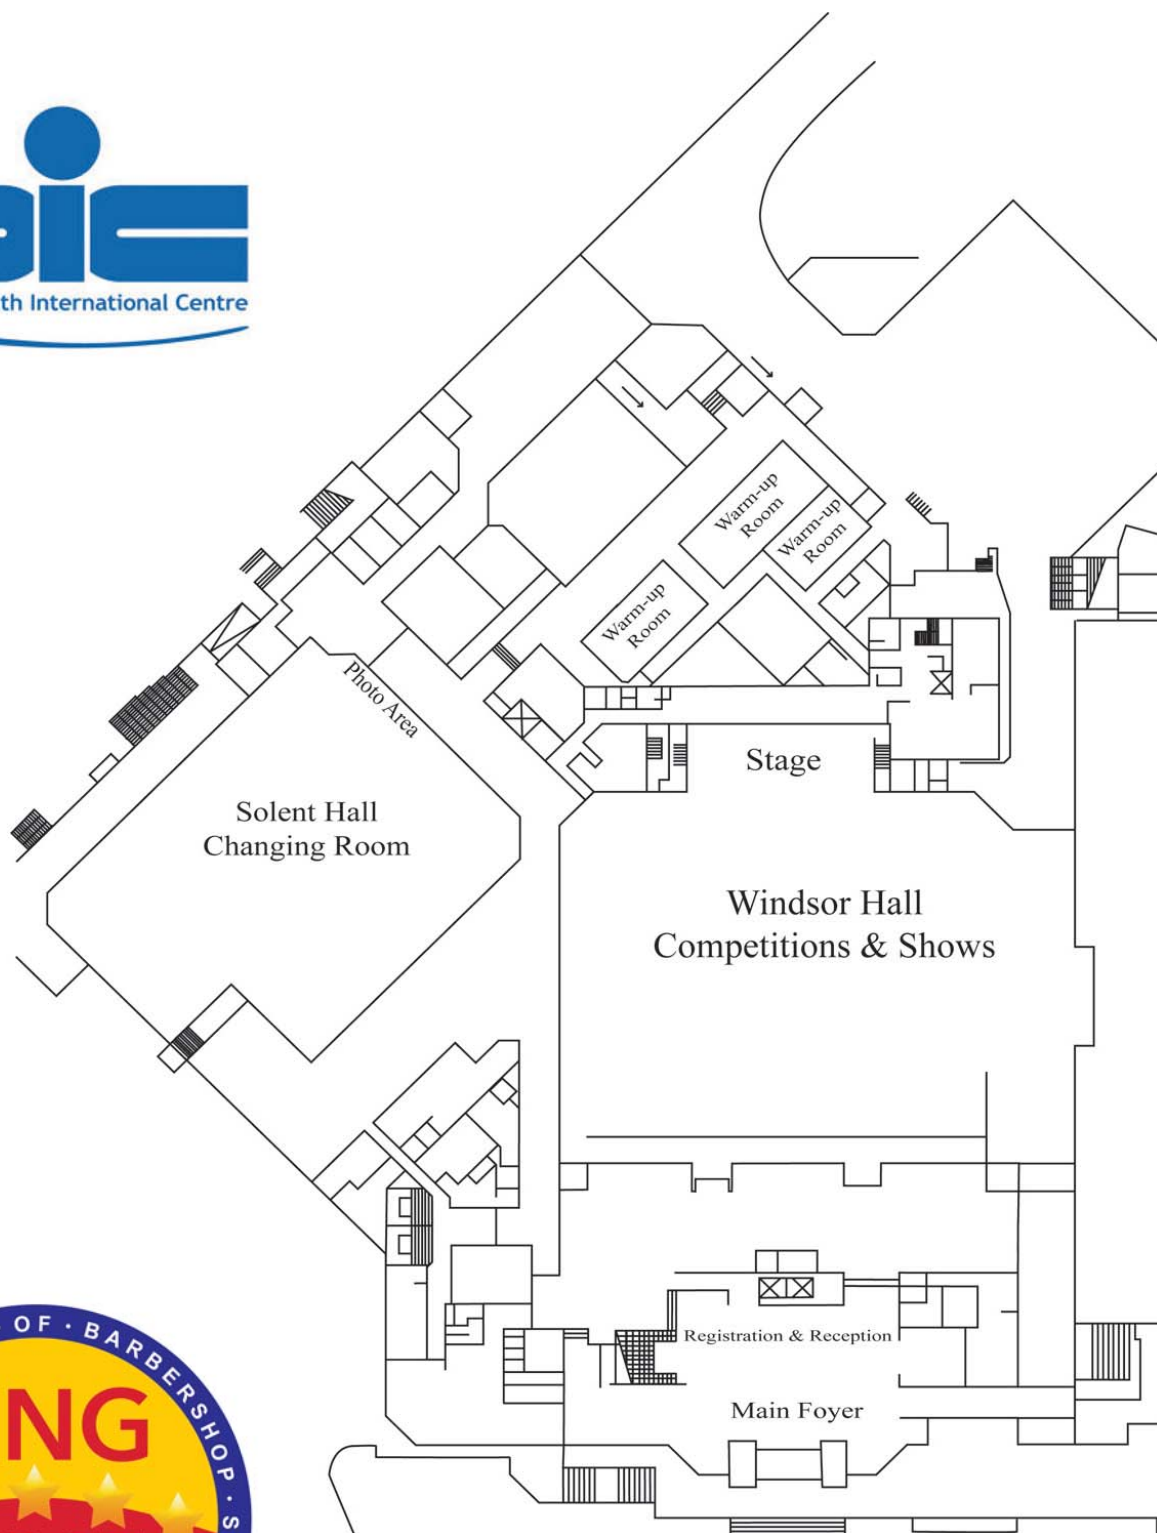 th International Centre
Warm-up
Room
Warm-up
Room
Warm-up
Room
Photo Area
Stage
Solent Hall
Changing Room
Windsor Hall
Competitions & Shows
OF · BARBERSHOP · S
NG
Registration & Reception
Main Foyer